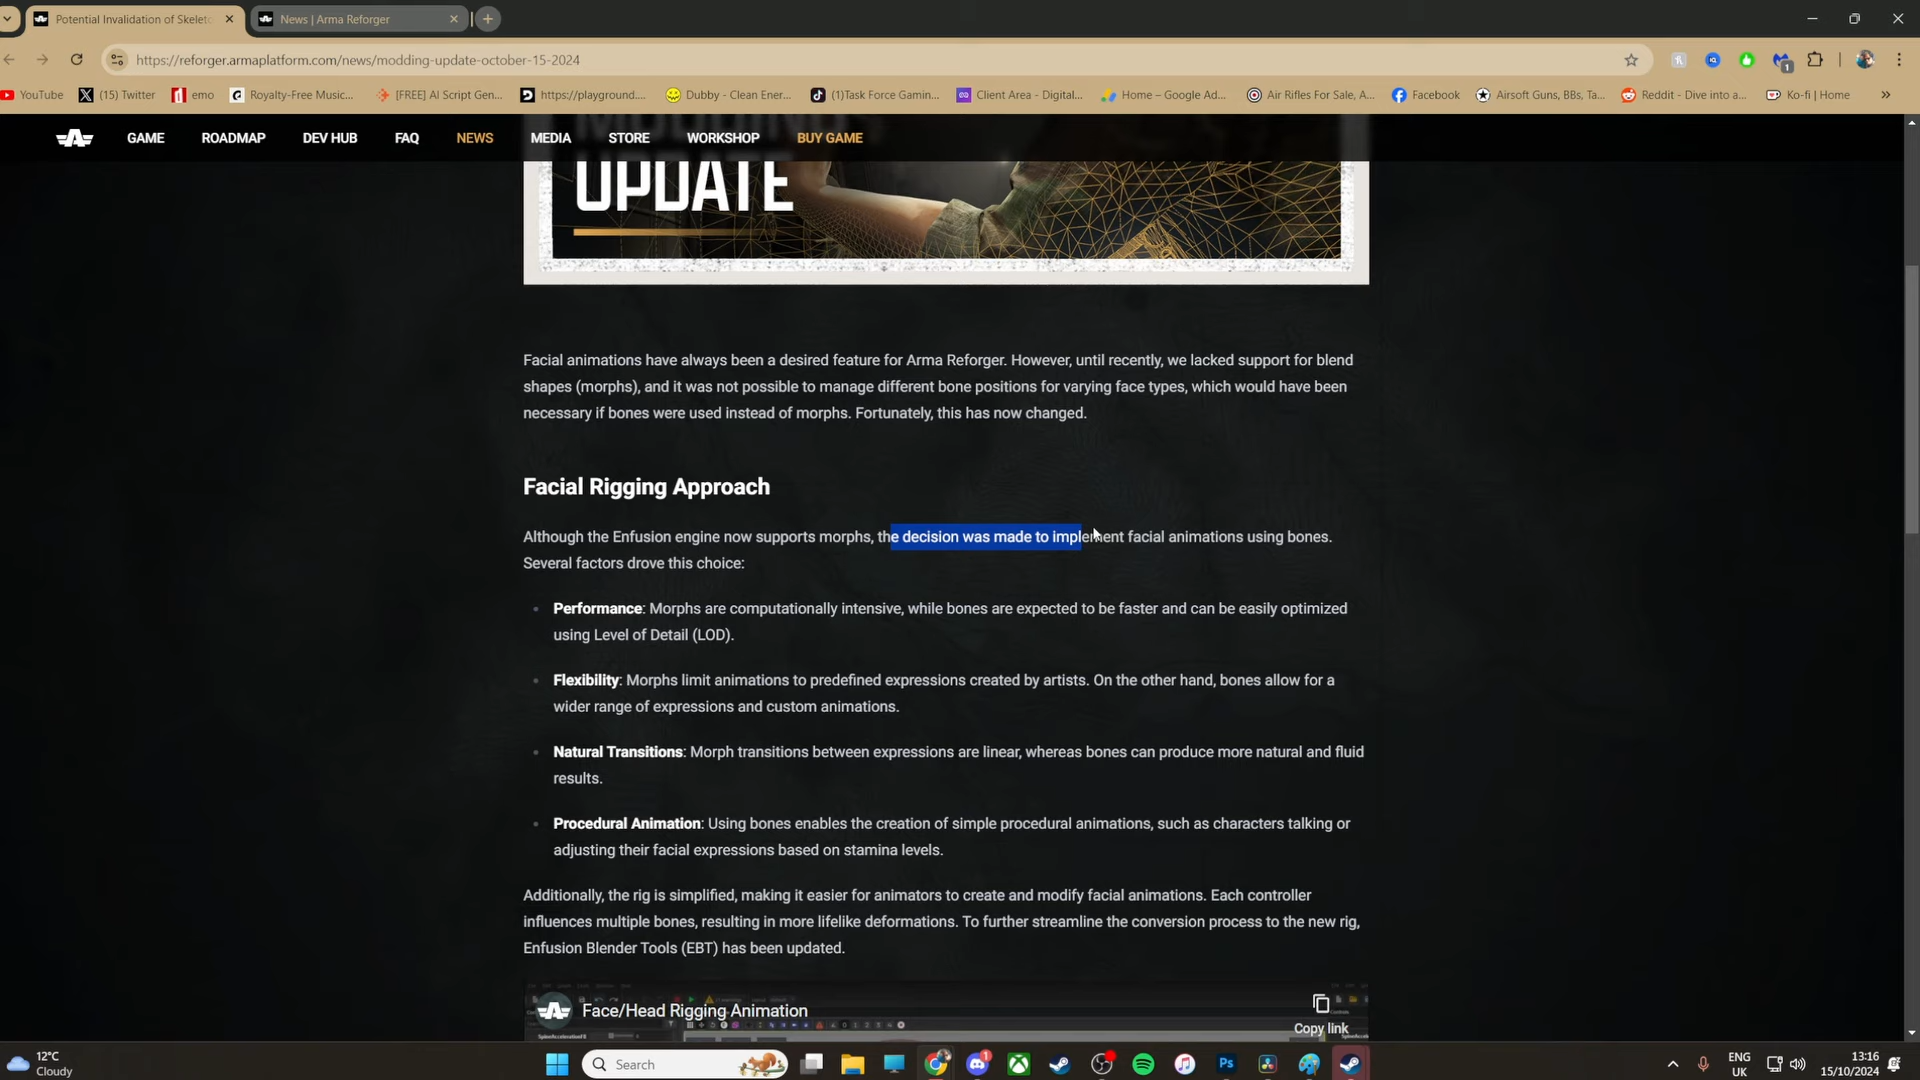 Potential Invalidation of Skelet
News | Arma Reforger
https://reforger.armaplatform.com/news/modding-update-october-15-2024
1
YouTube
(15) Twitter
emo
Royalty-Free Music...
[FREE] AI Script Gen...
https://playground....
Dubby - Clean Ener...
(1)Task Force Gamin...
Client Area - Digital...
Home – Google Ad...
Air Rifles For Sale, A...
Facebook
Airsoft Guns, BBs, Ta...
Reddit - Dive into a...
Ko-fi | Home
GAME
ROADMAP
DEV HUB
FAQ
NEWS
MEDIA
STORE
WORKSHOP
BUY GAME
UPDATE
Facial animations have always been a desired feature for Arma Reforger. However, until recently, we lacked support for blend
shapes (morphs), and it was not possible to manage different bone positions for varying face types, which would have been
necessary if bones were used instead of morphs. Fortunately, this has now changed.
Facial Rigging Approach
Although the Enfusion engine now supports morphs, the decision was made to implement facial animations using bones.
Several factors drove this choice:
Performance: Morphs are computationally intensive, while bones are expected to be faster and can be easily optimized
using Level of Detail (LOD).
Flexibility: Morphs limit animations to predefined expressions created by artists. On the other hand, bones allow for a
wider range of expressions and custom animations.
Natural Transitions: Morph transitions between expressions are linear, whereas bones can produce more natural and fluid
results.
Procedural Animation: Using bones enables the creation of simple procedural animations, such as characters talking or
adjusting their facial expressions based on stamina levels.
Additionally, the rig is simplified, making it easier for animators to create and modify facial animations. Each controller
influences multiple bones, resulting in more lifelike deformations. To further streamline the conversion process to the new rig,
Enfusion Blender Tools (EBT) has been updated.
Face/Head Rigging Animation
Copy link
12°C
Cloudy
Search
1
Ps
ENG
UK
13:16
15/10/2024